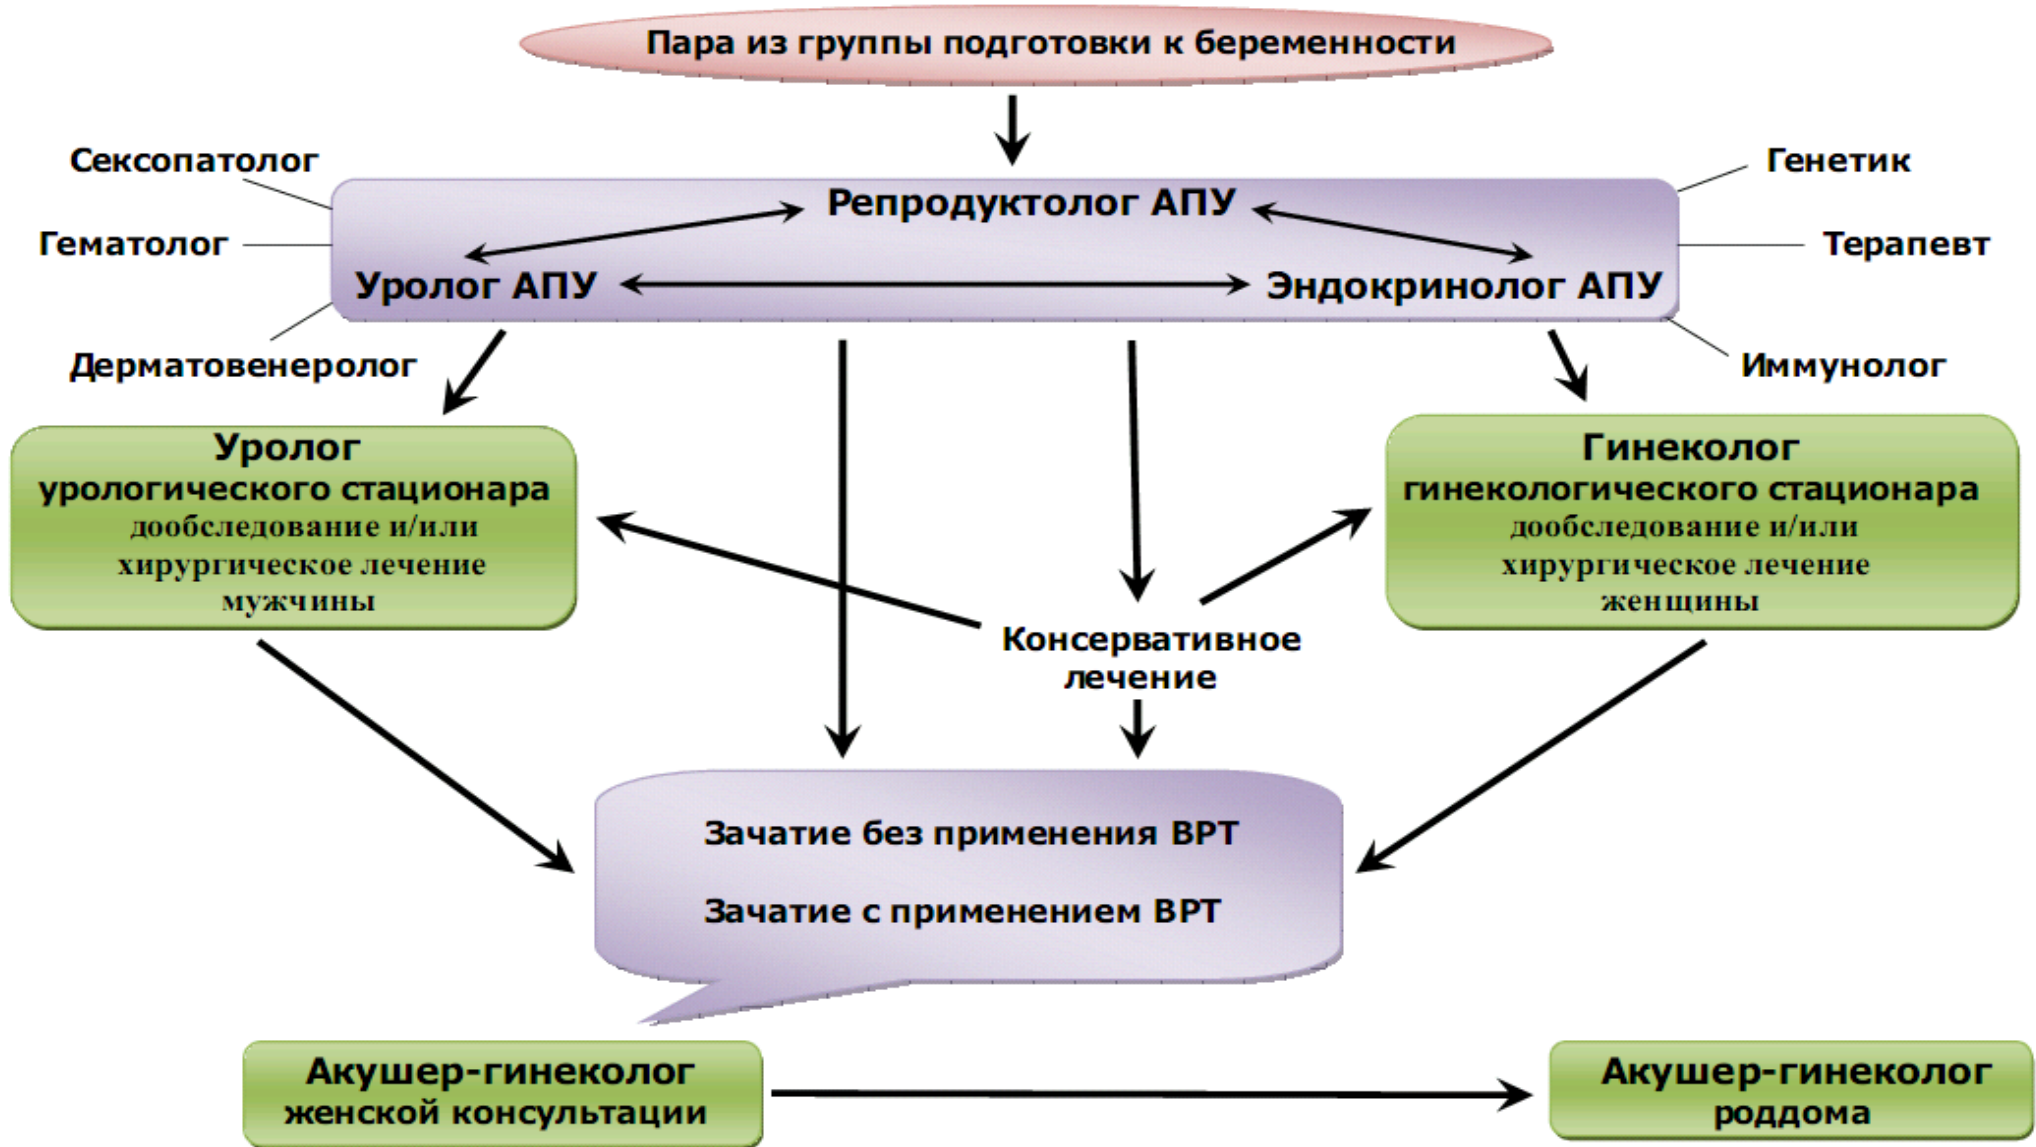 Пара из группы подготовки к беременности
Сексопатолог
Генетик
Репродуктолог АПУ
Гематолог
Терапевт
Уролог АПУ
Эндокринолог АПУ
Дерматовенеролог
Иммунолог
Уролог
урологического стационара
дообследование и/или
хирургическое лечение
мужчины
Гинеколог
гинекологического стационара
дообследование и/или
хирургическое лечение
женщины
Консервативное
лечение
Зачатие без применения ВРТ
Зачатие с применением ВРТ
Акушер-гинеколог
женской консультации
Акушер-гинеколог
роддома